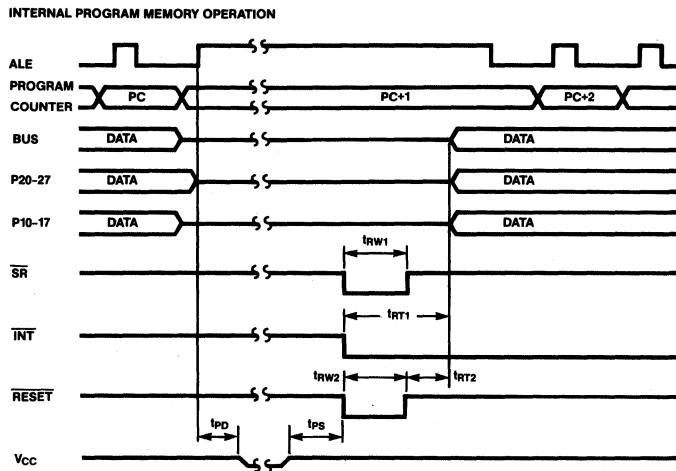 INTERNAL PROGRAM MEMORY OPERATION
ALE
PROGRAM
COUNTER
PC
PC+1
PC+2
BUS
DATA
DATA
P20-27
DATA
DATA
P10-17
DATA
DATA
tRW1
SR
tRT1
INT
tRW2
tRT2
RESET
tPD
tPS
VCC